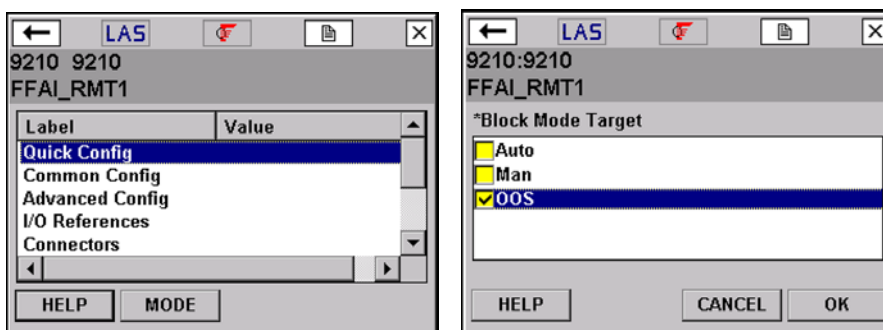 LAS
9210 9210
FFAI_RMT1
Label Value
Quick Config
Common Config
Advanced Config
I/O References
Connectors
HELP MODE
LAS
9210:9210
FFAI_RMT1
*Block Mode Target
Auto
Man
OOS
HELP CANCEL OK